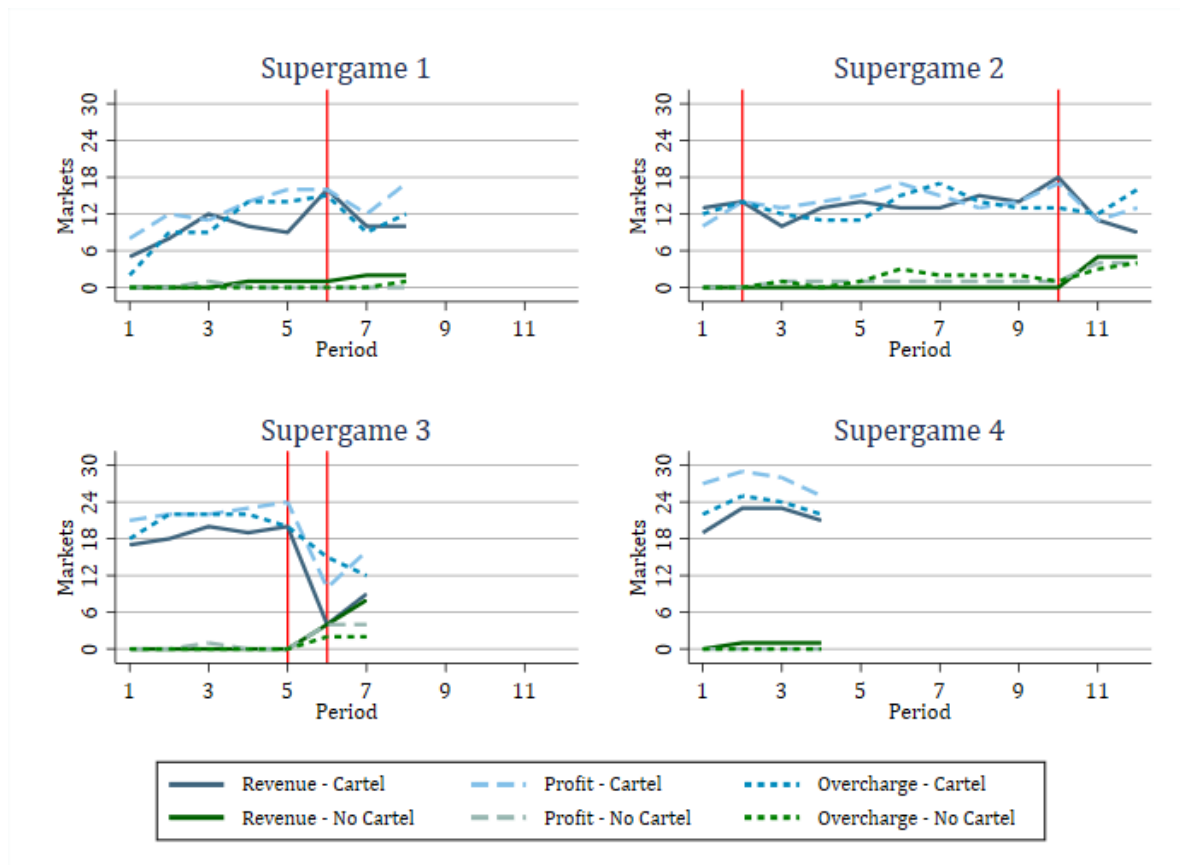 Supergame 1
Markets
30
24
18
12
6
0
1 3 5 7 9 11
Period
Supergame 2
Markets
30
24
18
12
6
0
1 3 5 7 9 11
Period
Supergame 3
Markets
30
24
18
12
6
0
1 3 5 7 9 11
Period
Supergame 4
Markets
30
24
18
12
6
0
1 3 5 7 9 11
Period
Revenue - Cartel Profit - Cartel Overcharge - Cartel
Revenue - No Cartel Profit - No Cartel Overcharge - No Cartel